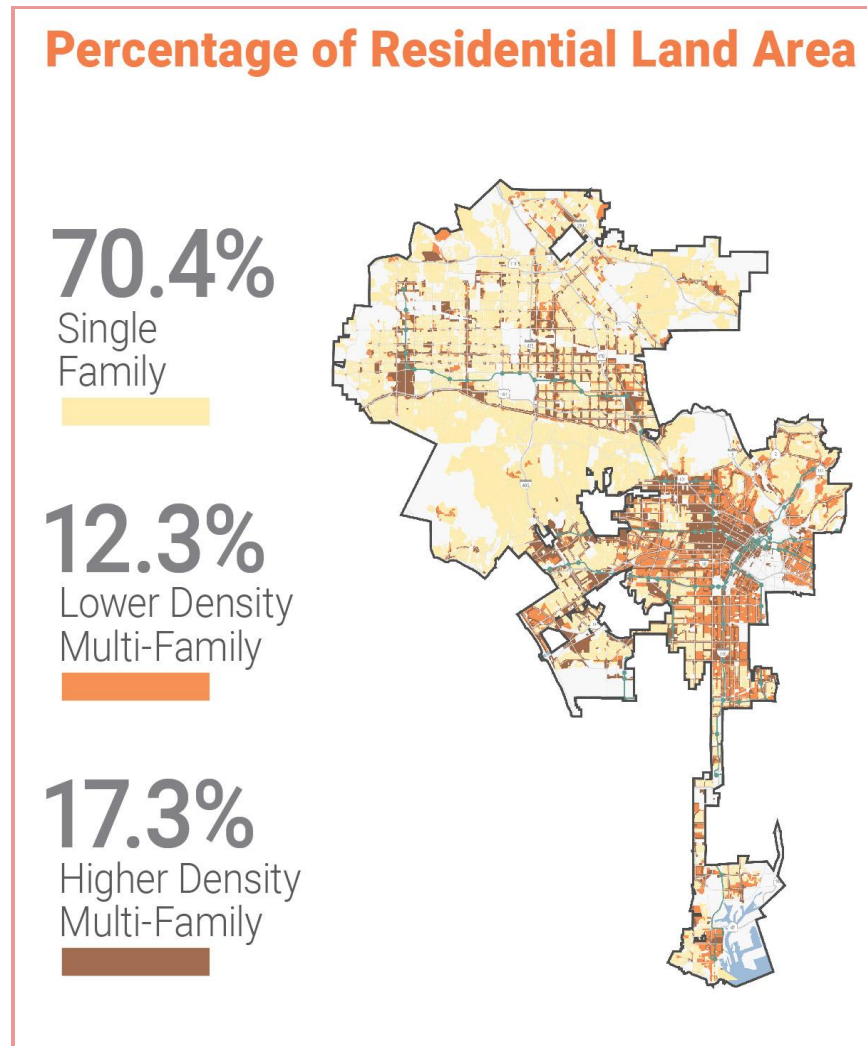 Percentage of Residential Land Area
70.4%
Single
Family
12.3%
Lower Density
Multi-Family
17.3%
Higher Density
Multi-Family